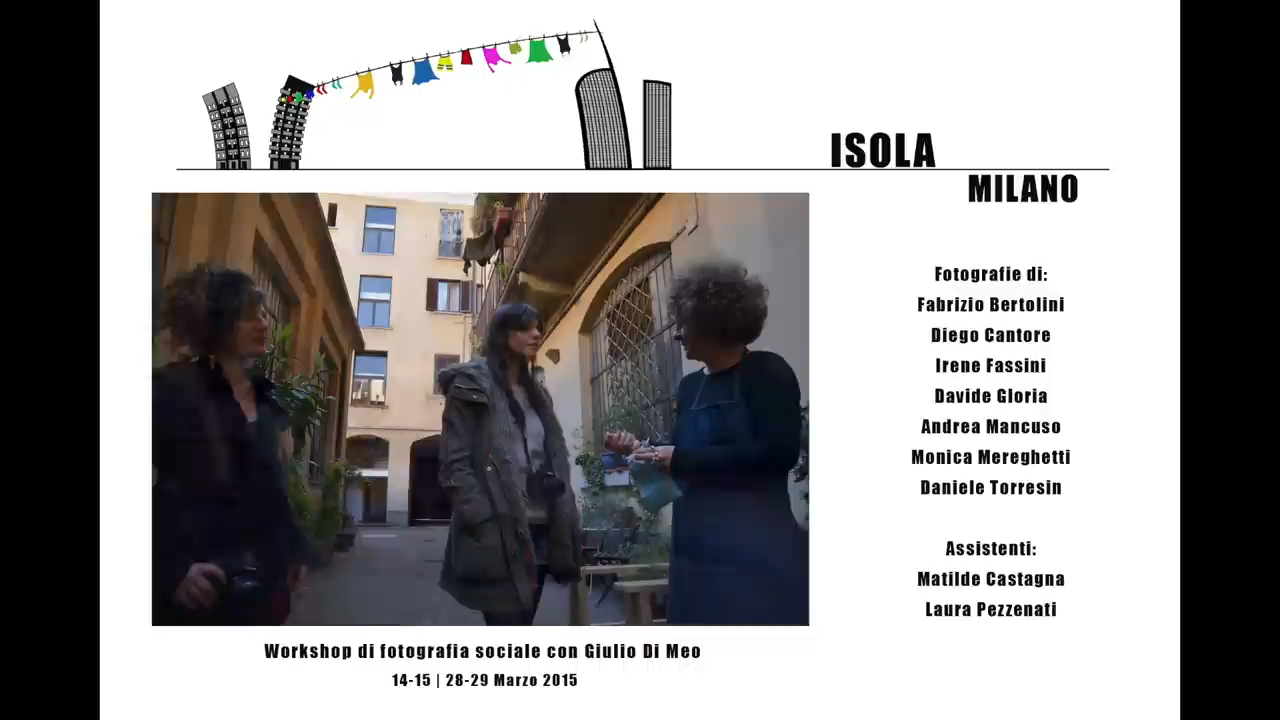 ISOLA
MILANO
Fotografie di:
Fabrizio Bertolini
Diego Cantore
Irene Fassini
Davide Gloria
Andrea Mancuso
Monica Mereghetti
Daniele Torresin
Assistenti:
Matilde Castagna
Laura Pezzenati
Workshop di fotografia sociale con Giulio Di Meo
14-15 | 28-29 Marzo 2015